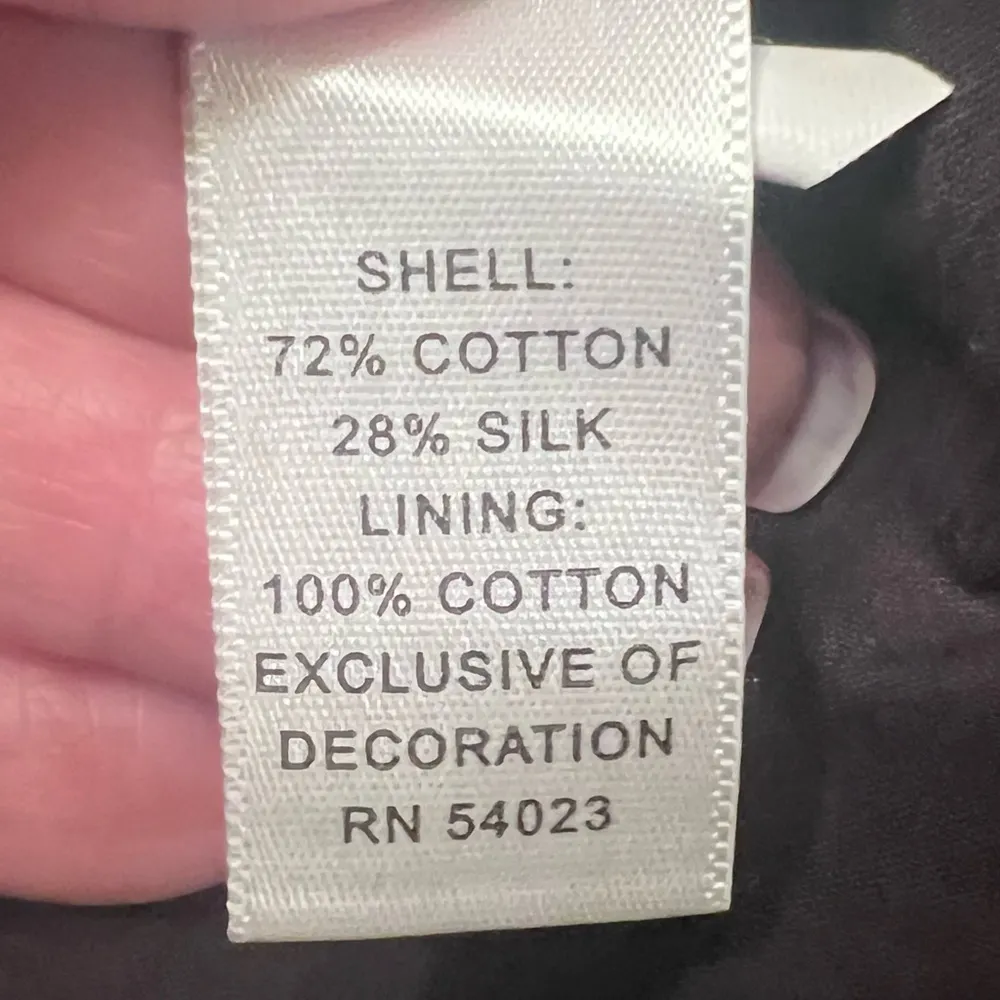 SHELL:
72% COTTON
28% SILK
LINING:
100% COTTON
EXCLUSIVE OF
DECORATION
RN 54023